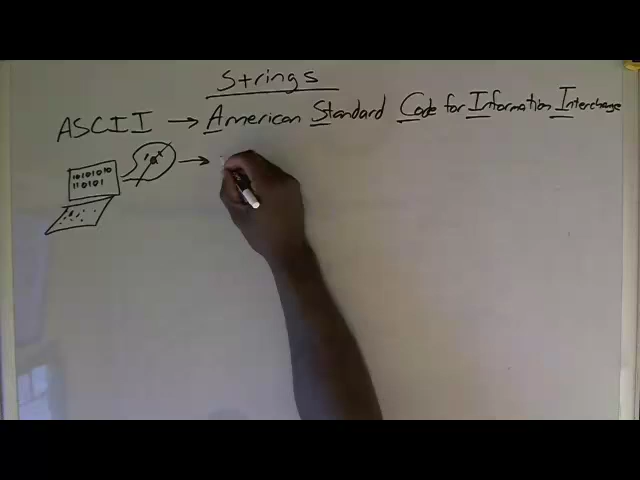 Strings
ASCII → American Standard Code for Information Interchange
10101010
110101